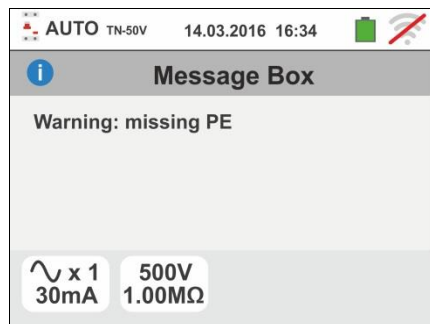 AUTO TN-50V 14.03.2016 16:34
i
Message Box
Warning: missing PE
x 1 500V
30mA 1.00MΩ